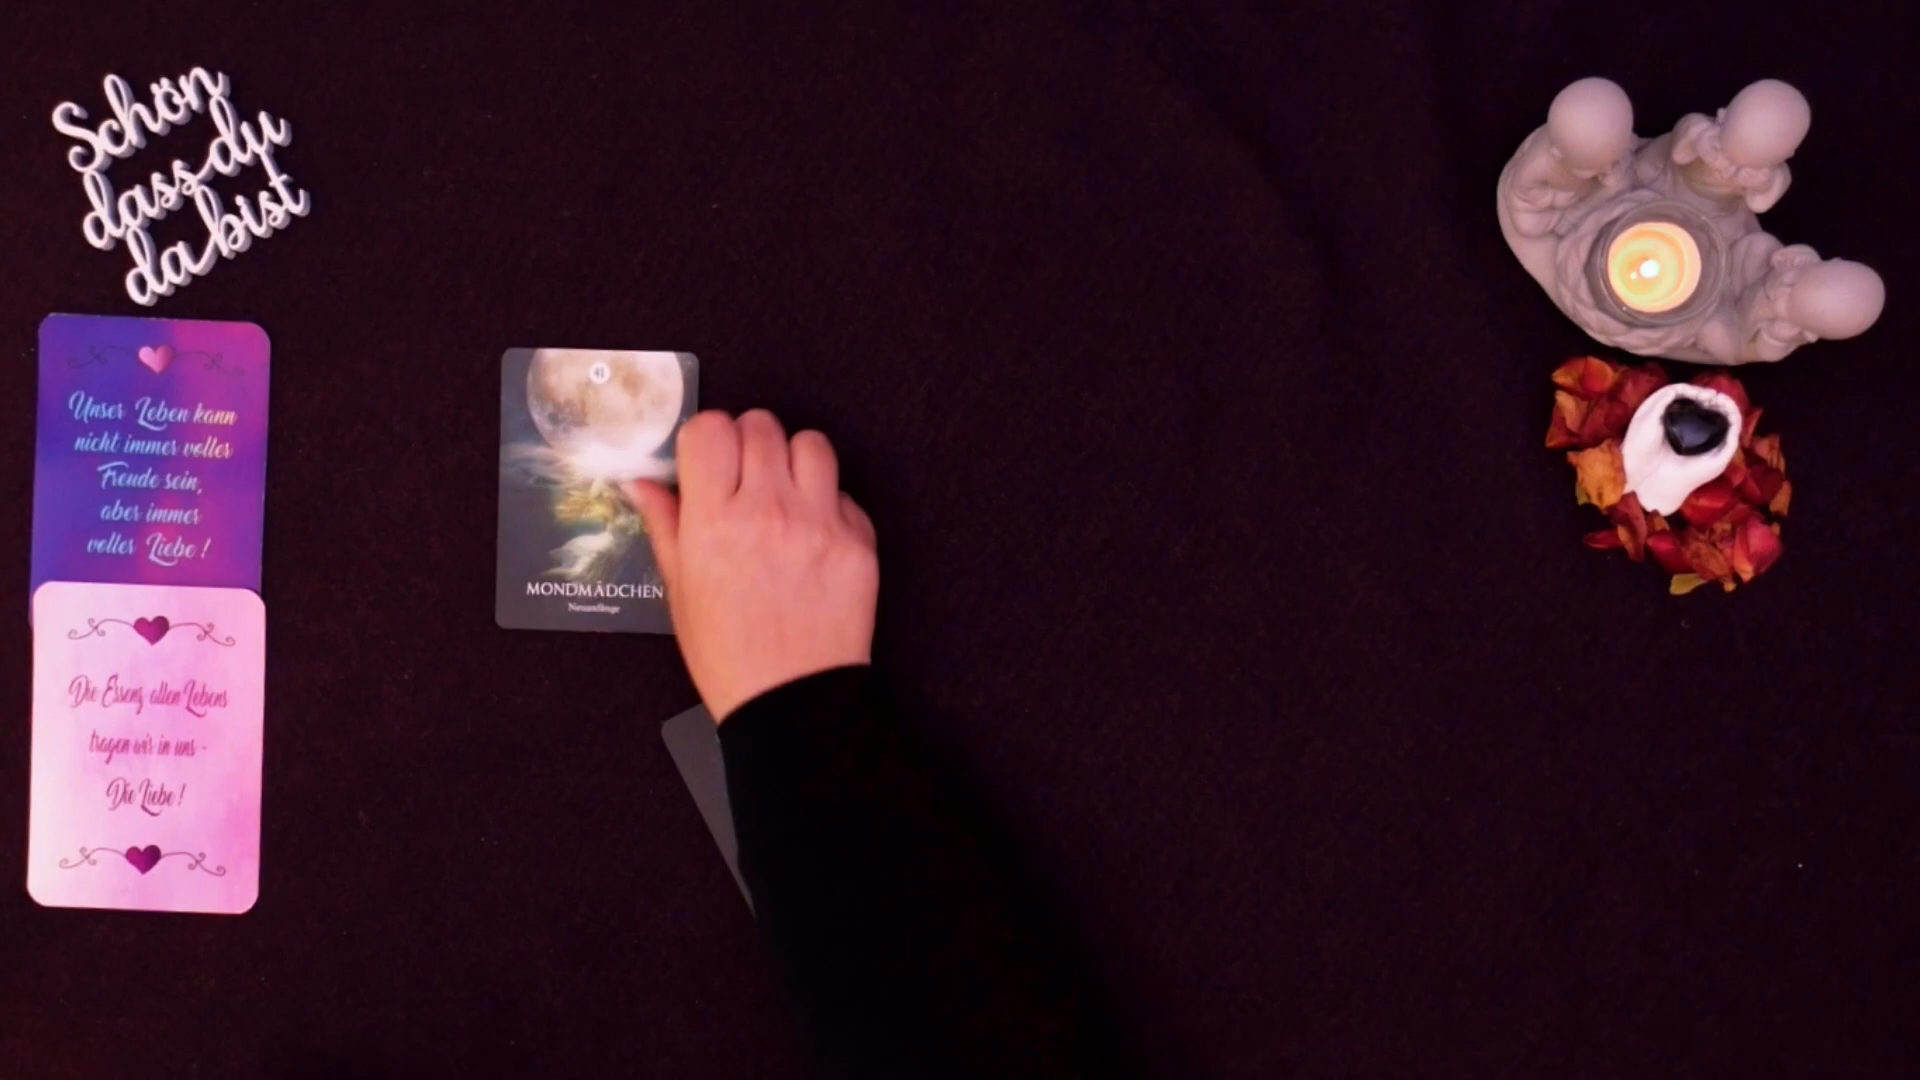 Schön
dass du
da bist
Unser Leben kann
nicht immer voller
Freude sein,
aber immer
voller Liebe !
Die Essenz allen Lebens
tragen wir in uns -
Die Liebe !
41
MONDMÄDCHEN
Neuanfänge